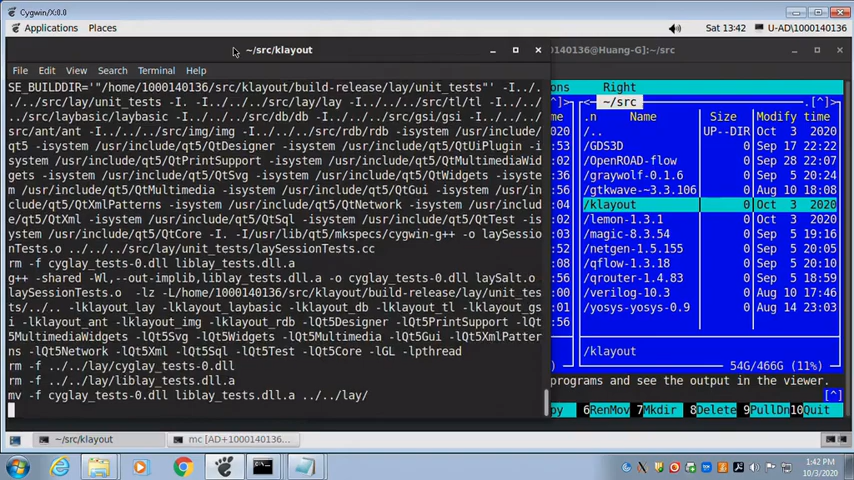 Cygwin/X:0.0
Applications Places
Sat 13:42 U-AD\1000140136
~/src/klayout
File Edit View Search Terminal Help
SE_BUILDDIR='"/home/1000140136/src/klayout/build-release/lay/unit_tests"' -I../.
./../src/lay/unit_tests -I. -I../../../src/lay/lay -I../../../src/tl/tl -I../../
../src/laybasic/laybasic -I../../../src/db/db -I../../../src/gsi/gsi -I../../../
src/ant/ant -I../../../src/img/img -I../../../src/rdb/rdb -isystem /usr/include/
qt5 -isystem /usr/include/qt5/QtDesigner -isystem /usr/include/qt5/QtUiPlugin -i
system /usr/include/qt5/QtPrintSupport -isystem /usr/include/qt5/QtMultimediaWid
gets -isystem /usr/include/qt5/QtSvg -isystem /usr/include/qt5/QtWidgets -isyste
m /usr/include/qt5/QtMultimedia -isystem /usr/include/qt5/QtGui -isystem /usr/in
clude/qt5/QtXmlPatterns -isystem /usr/include/qt5/QtNetwork -isystem /usr/includ
e/qt5/QtXml -isystem /usr/include/qt5/QtSql -isystem /usr/include/qt5/QtTest -is
ystem /usr/include/qt5/QtCore -I. -I/usr/lib/qt5/mkspecs/cygwin-g++ -o laySessio
nTests.o ../../../src/lay/unit_tests/laySessionTests.cc
rm -f cyglay_tests-0.dll liblay_tests.dll.a
g++ -shared -Wl,--out-implib,liblay_tests.dll.a -o cyglay_tests-0.dll laySalt.o
laySessionTests.o -lz -L/home/1000140136/src/klayout/build-release/lay/unit_tes
ts/../.. -lklayout_lay -lklayout_laybasic -lklayout_db -lklayout_tl -lklayout_gs
i -lklayout_ant -lklayout_img -lklayout_rdb -lQt5Designer -lQt5PrintSupport -lQt
5MultimediaWidgets -lQt5Svg -lQt5Widgets -lQt5Multimedia -lQt5Gui -lQt5XmlPatter
ns -lQt5Network -lQt5Xml -lQt5Sql -lQt5Test -lQt5Core -lGL -lpthread
rm -f ../../lay/cyglay_tests-0.dll
rm -f ../../lay/liblay_tests.dll.a
mv -f cyglay_tests-0.dll liblay_tests.dll.a ../../lay/
40136@Huang-G]:~/src
ons Right
~/src .[^]>
.n Name Size Modify time
/.. UP--DIR Oct 3 2020
/GDS3D 0 Sep 17 22:22
/OpenROAD-flow 0 Sep 28 22:07
/graywolf-0.1.6 0 Sep 5 20:24
/gtkwave-~3.3.106 0 Aug 10 18:08
/klayout 0 Oct 3 2020
/lemon-1.3.1 0 Oct 3 2020
/magic-8.3.54 0 Sep 5 19:16
/netgen-1.5.155 0 Sep 5 20:05
/qflow-1.3.18 0 Sep 5 20:08
/qrouter-1.4.83 0 Sep 5 18:59
/verilog-10.3 0 Aug 10 17:46
/yosys-yosys-0.9 0 Aug 14 23:03
/klayout
54G/466G (11%)
programs and see the output in the viewer.
[^]
py 6RenMov 7Mkdir 8Delete 9PullDn 10Quit
~/src/klayout
mc [AD+1000140136...
1:42 PM
10/3/2020